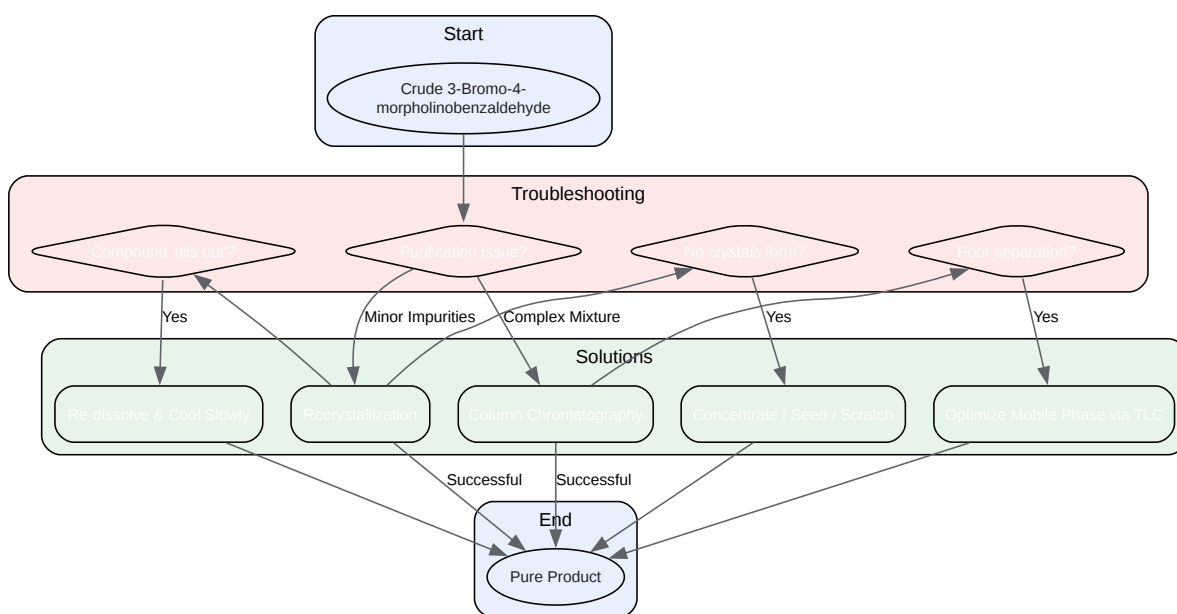 Start
Crude 3-Bromo-4-
morpholinobenzaldehyde
Troubleshooting
Compound 'oils out'?
Purification Issue?
No crystals form?
Poor separation?
Yes
Minor Impurities
Complex Mixture
Yes
Yes
Solutions
Re-dissolve & Cool Slowly
Recrystallization
Column Chromatography
Concentrate / Seed / Scratch
Optimize Mobile Phase via TLC
Successful
Successful
End
Pure Product